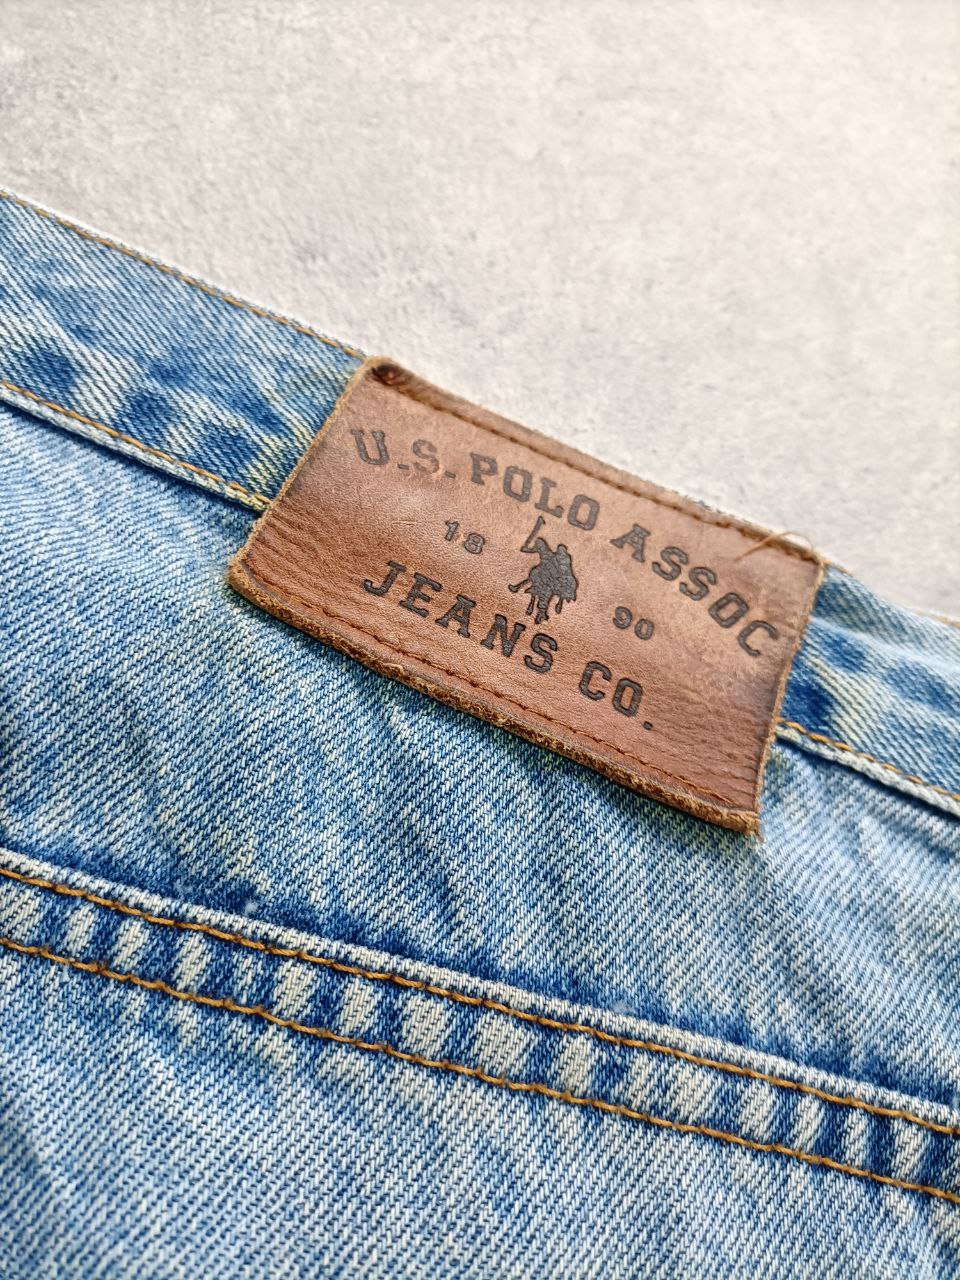 U.S. POLO ASSOC
18 90
JEANS CO.